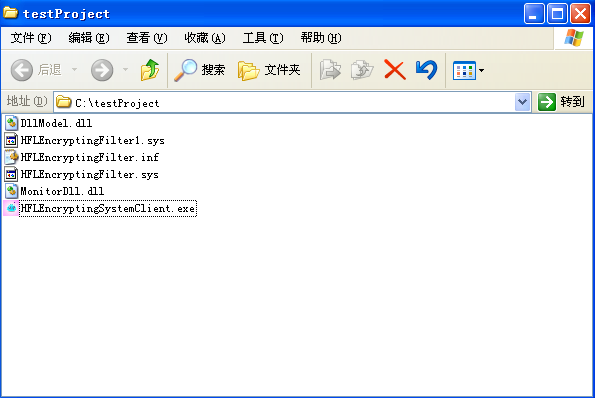 testProject
文件(F) 编辑(E) 查看(V) 收藏(A) 工具(T) 帮助(H)
后退 搜索 文件夹
地址(D) C:\testProject 转到
DllModel.dll
HFLEncryptingFilter1.sys
HFLEncryptingFilter.inf
HFLEncryptingFilter.sys
MonitorDll.dll
HFLEncryptingSystemClient.exe